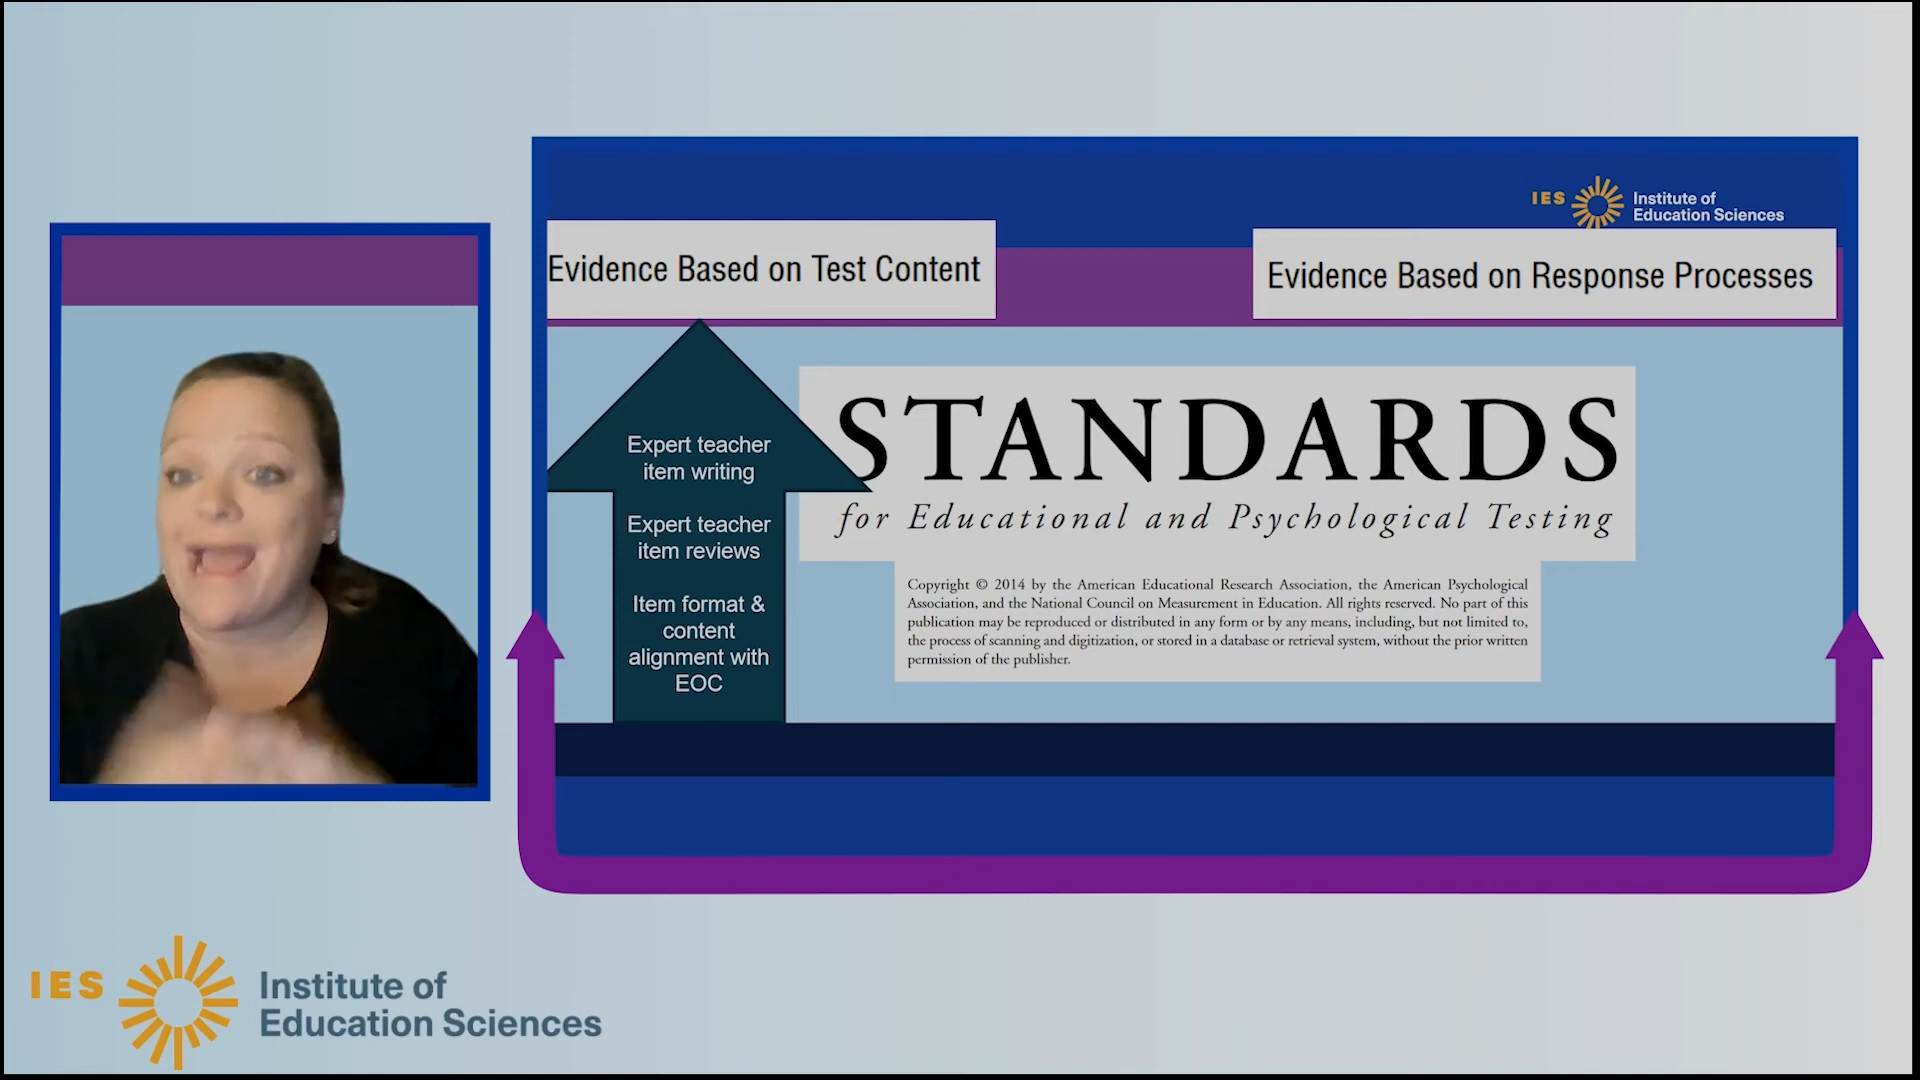 IES Institute of
Education Sciences
Evidence Based on Test Content
Evidence Based on Response Processes
Expert teacher
item writing
Expert teacher
item reviews
Item format &
content
alignment with
EOC
STANDARDS
for Educational and Psychological Testing
Copyright © 2014 by the American Educational Research Association, the American Psychological
Association, and the National Council on Measurement in Education. All rights reserved. No part of this
publication may be reproduced or distributed in any form or by any means, including, but not limited to,
the process of scanning and digitization, or stored in a database or retrieval system, without the prior written
permission of the publisher.
IES Institute of
Education Sciences